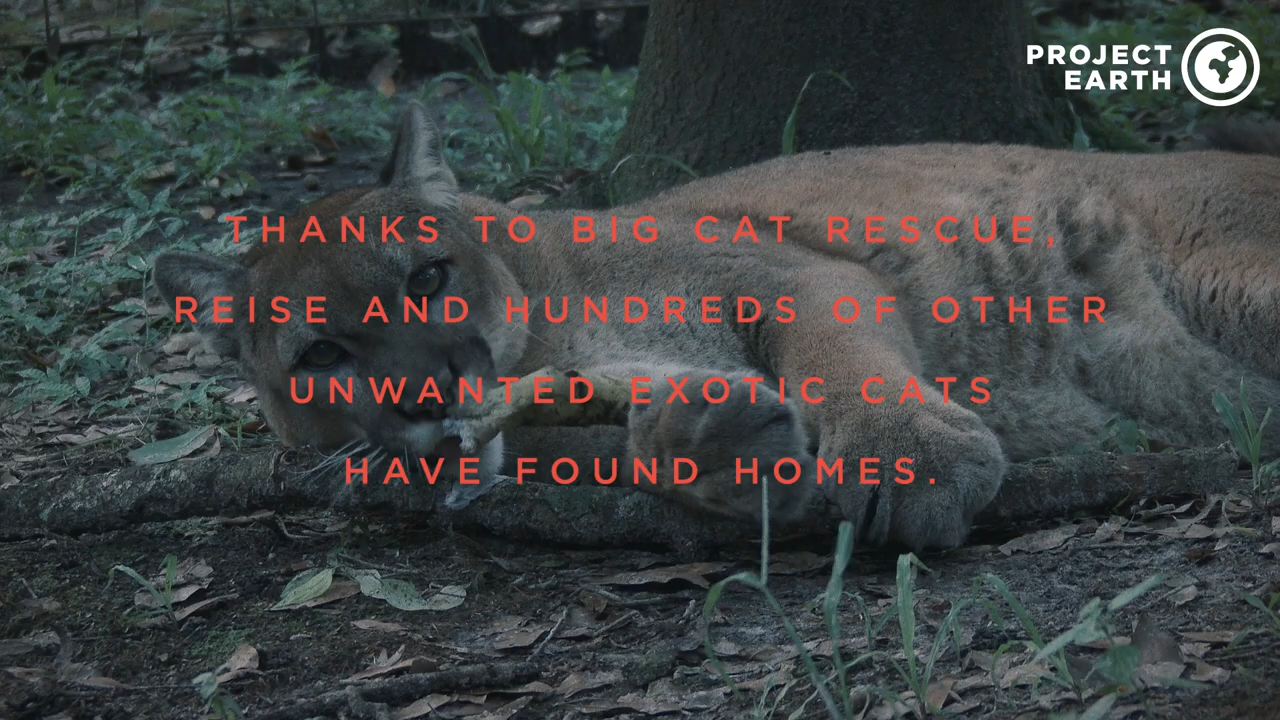 PROJECT
EARTH
THANKS TO BIG CAT RESCUE,
REISE AND HUNDREDS OF OTHER
UNWANTED EXOTIC CATS
HAVE FOUND HOMES.